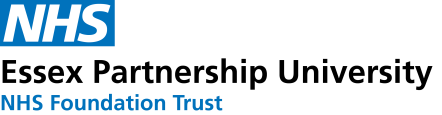 NHS
Essex Partnership University
NHS Foundation Trust